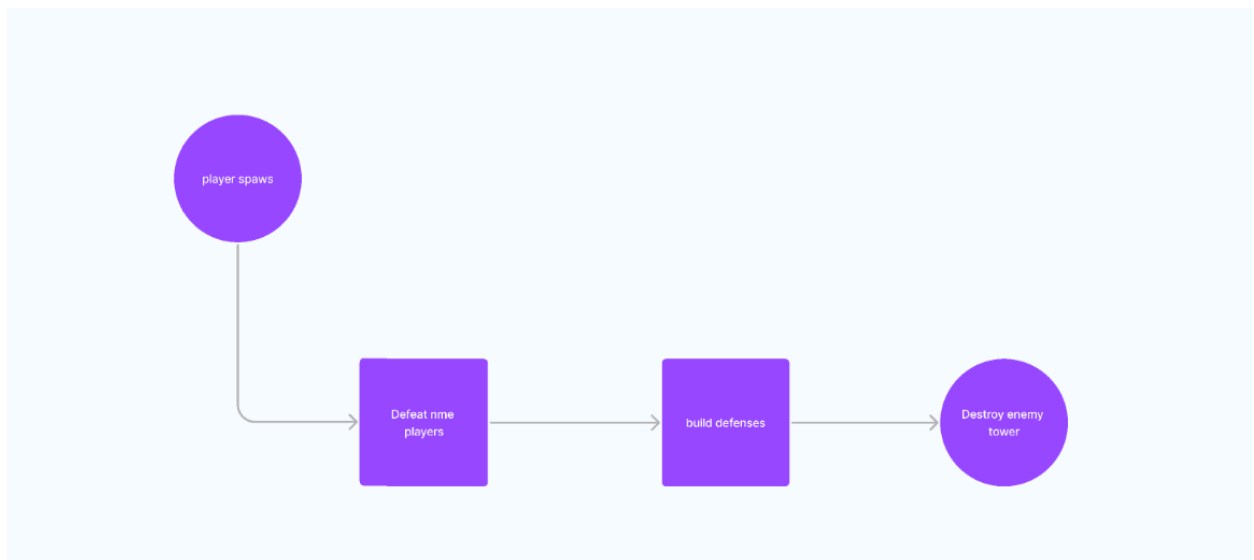 player spaws
Defeat nme
players
build defenses
Destroy enemy
tower